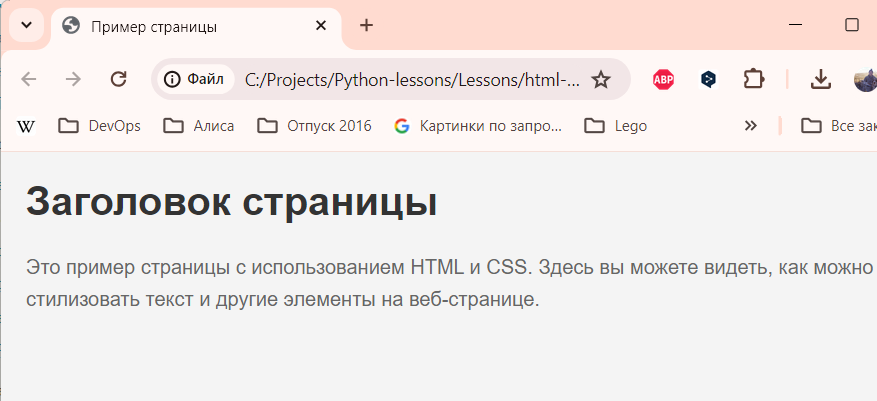 Пример страницы
Файл C:/Projects/Python-lessons/Lessons/html-...
ABP
W DevOps Алиса Отпуск 2016 Картинки по запро... Lego » Все зак
Заголовок страницы
Это пример страницы с использованием HTML и CSS. Здесь вы можете видеть, как можно
стилизовать текст и другие элементы на веб-странице.